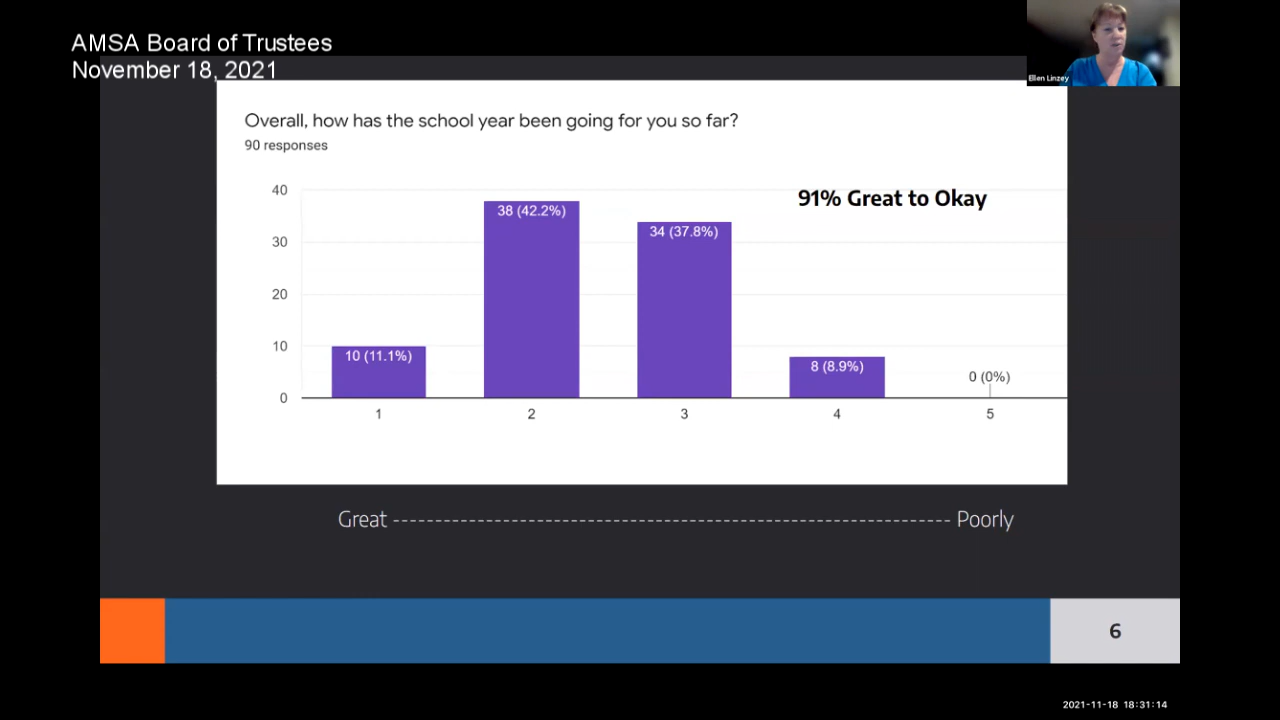 AMSA Board of Trustees
November 18, 2021
Ellen Linzey
Overall, how has the school year been going for you so far?
90 responses
91% Great to Okay
40
30
20
10
0
10 (11.1%)
38 (42.2%)
34 (37.8%)
8 (8.9%)
0 (0%)
1 2 3 4 5
Great ---------------------------------------------------------------- Poorly
6
2021-11-18 18:31:14